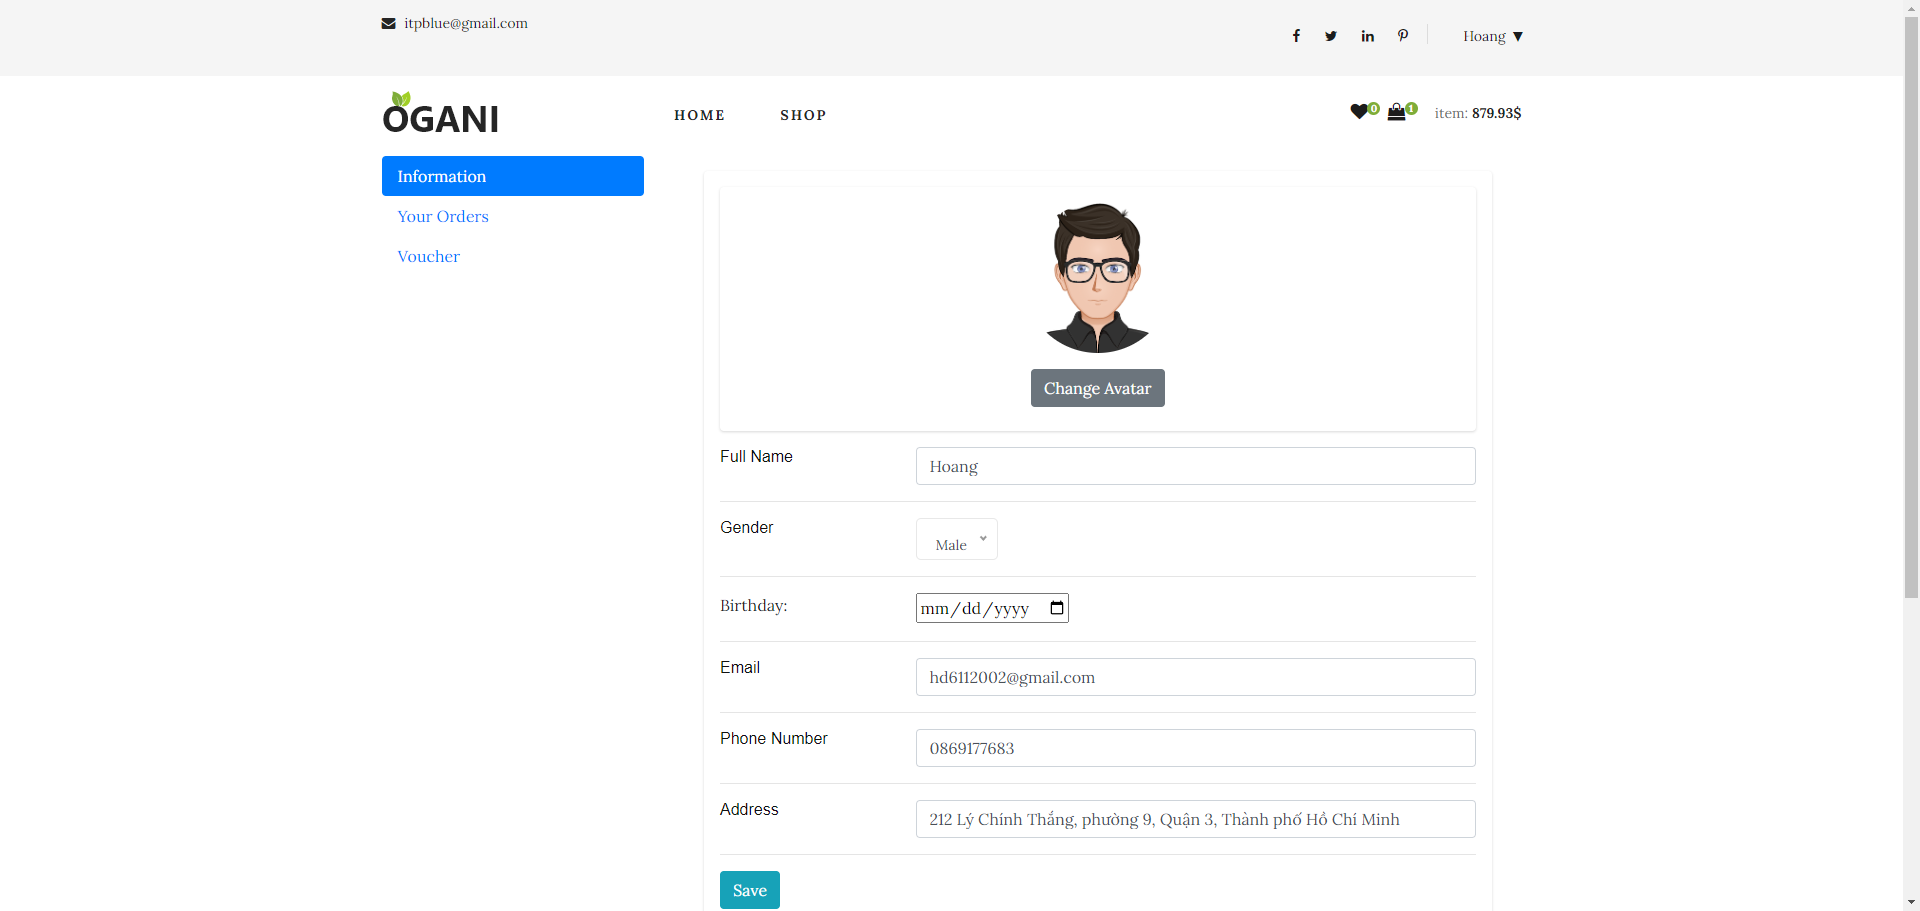 itpblue@gmail.com
Hoang ▼
OGANI
HOME SHOP
0 1 item: 879.93$
Information
Your Orders
Voucher
Change Avatar
Full Name Hoang
Gender Male
Birthday: mm/dd/yyyy
Email hd6112002@gmail.com
Phone Number 0869177683
Address 212 Lý Chính Thắng, phường 9, Quận 3, Thành phố Hồ Chí Minh
Save